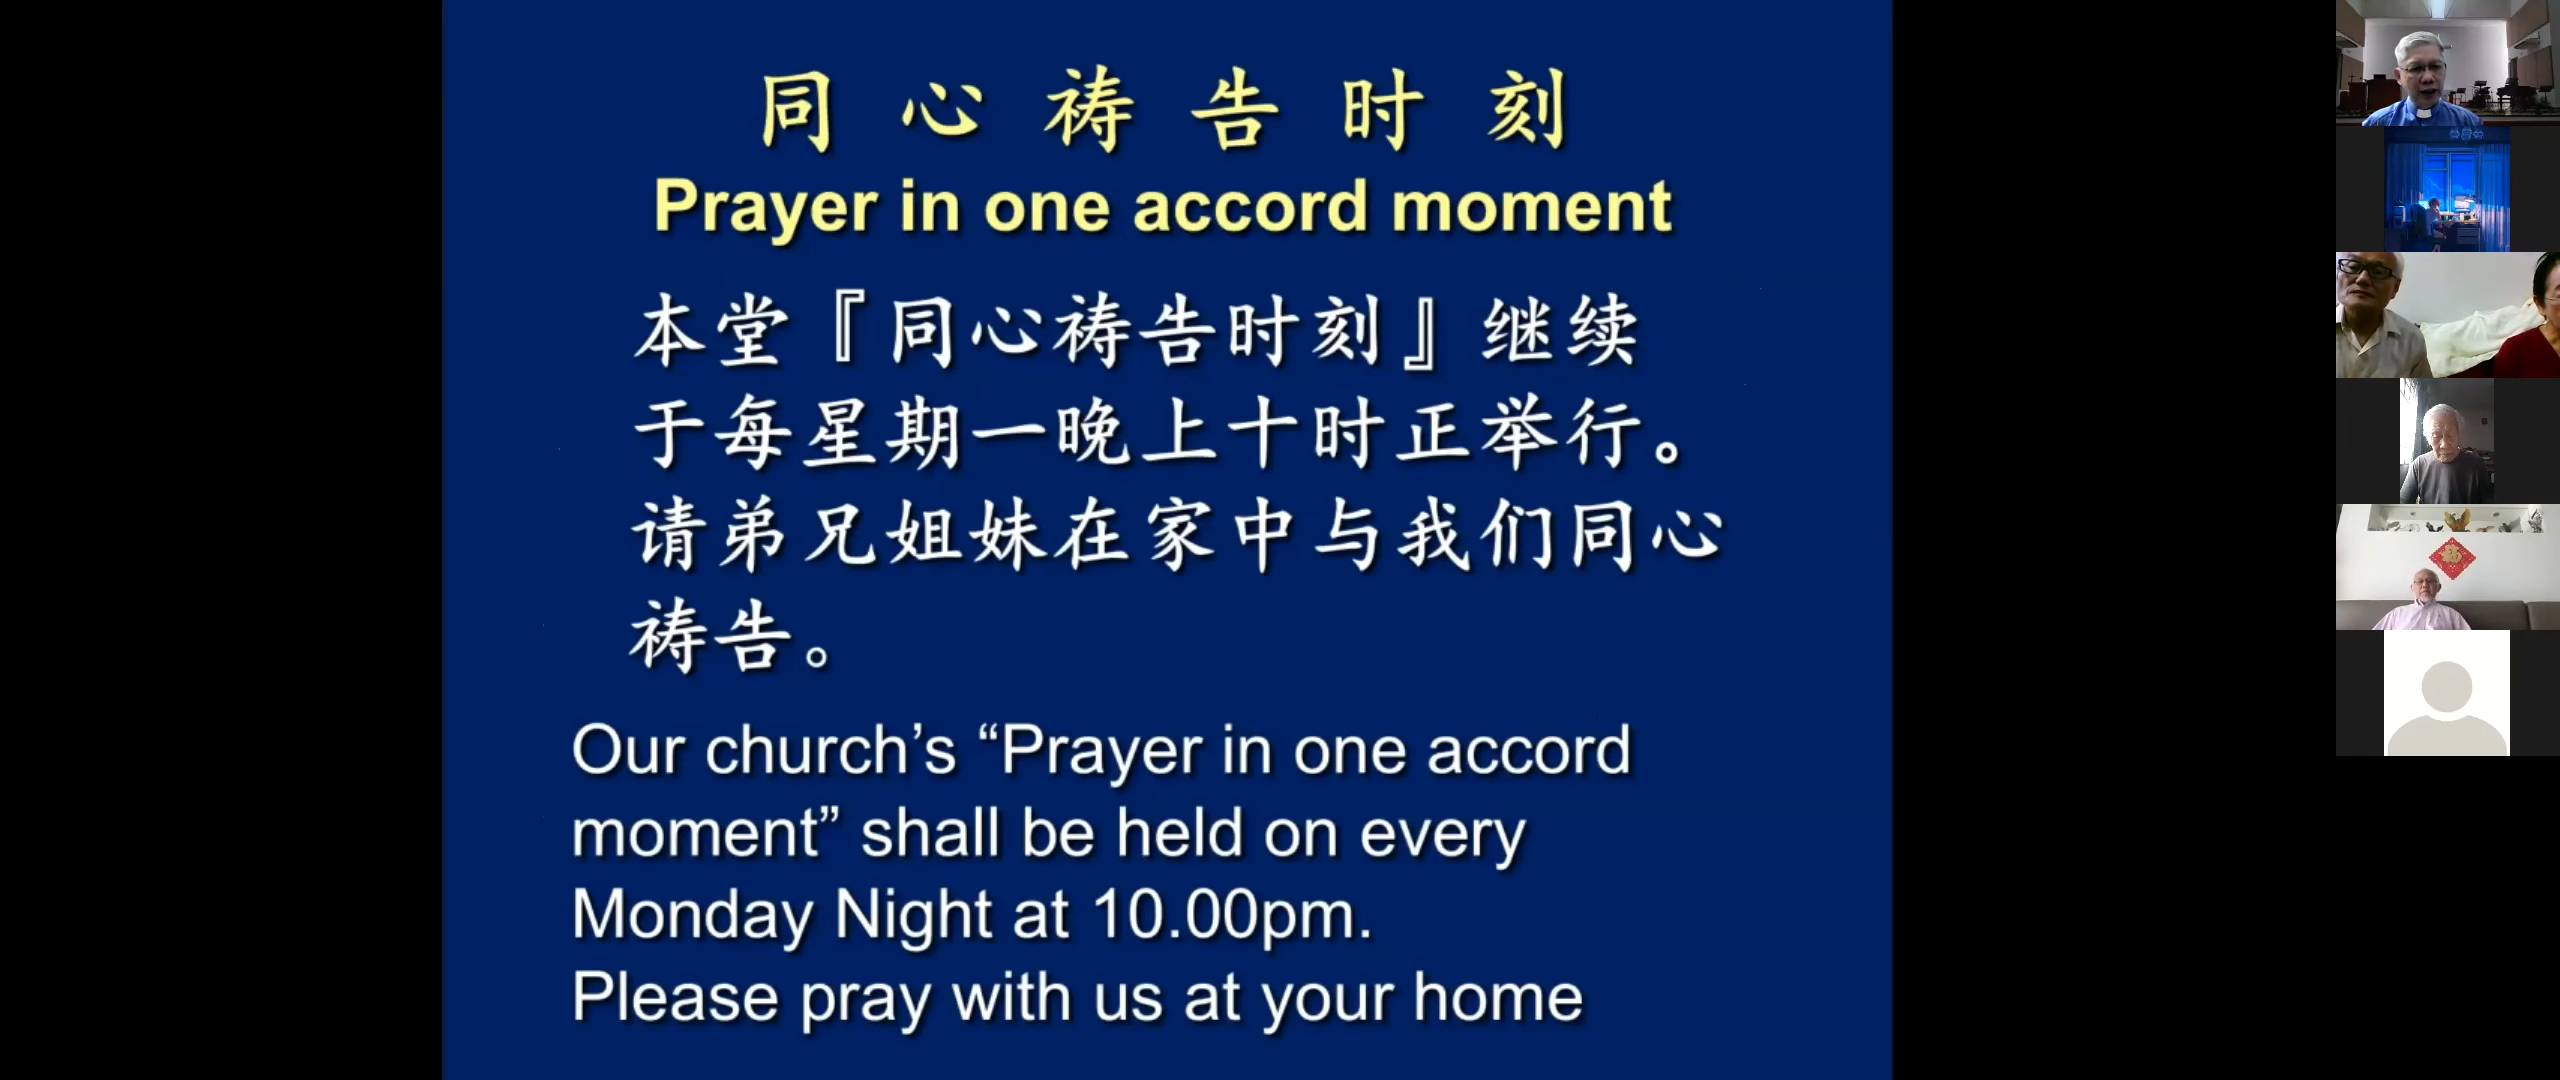 同心祷告时刻
Prayer in one accord moment
本堂『同心祷告时刻』继续
于每星期一晚上十时正举行。
请弟兄姐妹在家中与我们同心
祷告。
Our church’s “Prayer in one accord
moment” shall be held on every
Monday Night at 10.00pm.
Please pray with us at your home
福